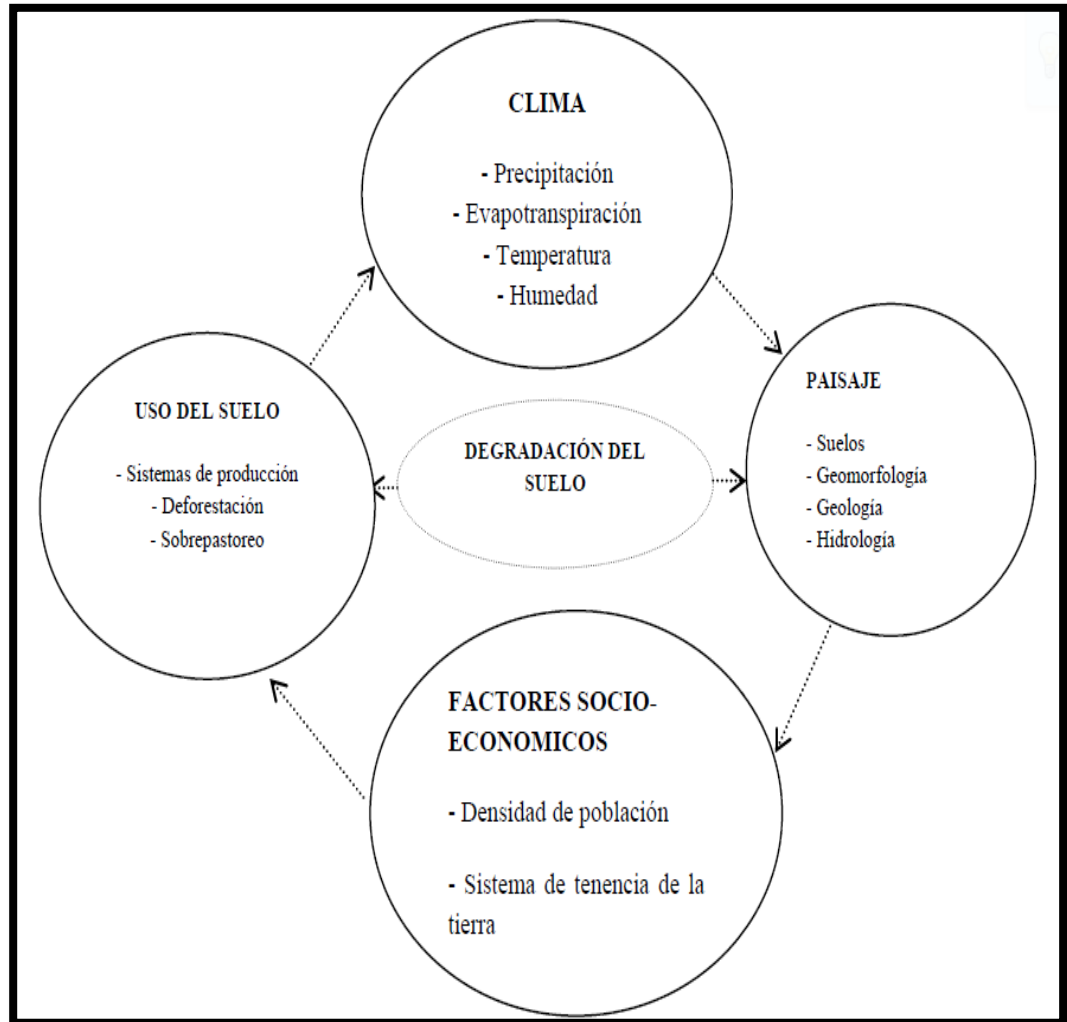 CLIMA
- Precipitación
- Evapotranspiración
- Temperatura
- Humedad
PAISAJE
- Suelos
- Geomorfología
- Geología
- Hidrología
USO DEL SUELO
- Sistemas de producción
- Deforestación
- Sobrepastoreo
DEGRADACIÓN DEL
SUELO
FACTORES SOCIO-
ECONOMICOS
- Densidad de población
- Sistema de tenencia de la
tierra